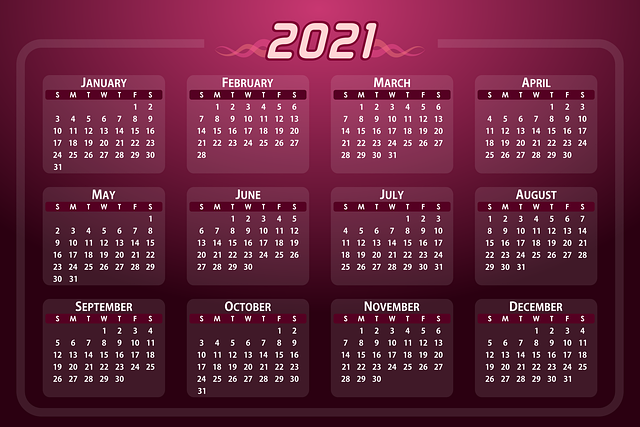 2021
JANUARY
S M T W T F S
1 2
3 4 5 6 7 8 9
10 11 12 13 14 15 16
17 18 19 20 21 22 23
24 25 26 27 28 29 30
31
FEBRUARY
S M T W T F S
1 2 3 4 5 6
7 8 9 10 11 12 13
14 15 16 17 18 19 20
21 22 23 24 25 26 27
28
MARCH
S M T W T F S
1 2 3 4 5 6
7 8 9 10 11 12 13
14 15 16 17 18 19 20
21 22 23 24 25 26 27
28 29 30 31
APRIL
S M T W T F S
1 2 3
4 5 6 7 8 9 10
11 12 13 14 15 16 17
18 19 20 21 22 23 24
25 26 27 28 29 30
MAY
S M T W T F S
1
2 3 4 5 6 7 8
9 10 11 12 13 14 15
16 17 18 19 20 21 22
23 24 25 26 27 28 29
30 31
JUNE
S M T W T F S
1 2 3 4 5
6 7 8 9 10 11 12
13 14 15 16 17 18 19
20 21 22 23 24 25 26
27 28 29 30
JULY
S M T W T F S
1 2 3
4 5 6 7 8 9 10
11 12 13 14 15 16 17
18 19 20 21 22 23 24
25 26 27 28 29 30 31
AUGUST
S M T W T F S
1 2 3 4 5 6 7
8 9 10 11 12 13 14
15 16 17 18 19 20 21
22 23 24 25 26 27 28
29 30 31
SEPTEMBER
S M T W T F S
1 2 3 4
5 6 7 8 9 10 11
12 13 14 15 16 17 18
19 20 21 22 23 24 25
26 27 28 29 30
OCTOBER
S M T W T F S
1 2
3 4 5 6 7 8 9
10 11 12 13 14 15 16
17 18 19 20 21 22 23
24 25 26 27 28 29 30
31
NOVEMBER
S M T W T F S
1 2 3 4 5 6
7 8 9 10 11 12 13
14 15 16 17 18 19 20
21 22 23 24 25 26 27
28 29 30
DECEMBER
S M T W T F S
1 2 3 4
5 6 7 8 9 10 11
12 13 14 15 16 17 18
19 20 21 22 23 24 25
26 27 28 29 30 31